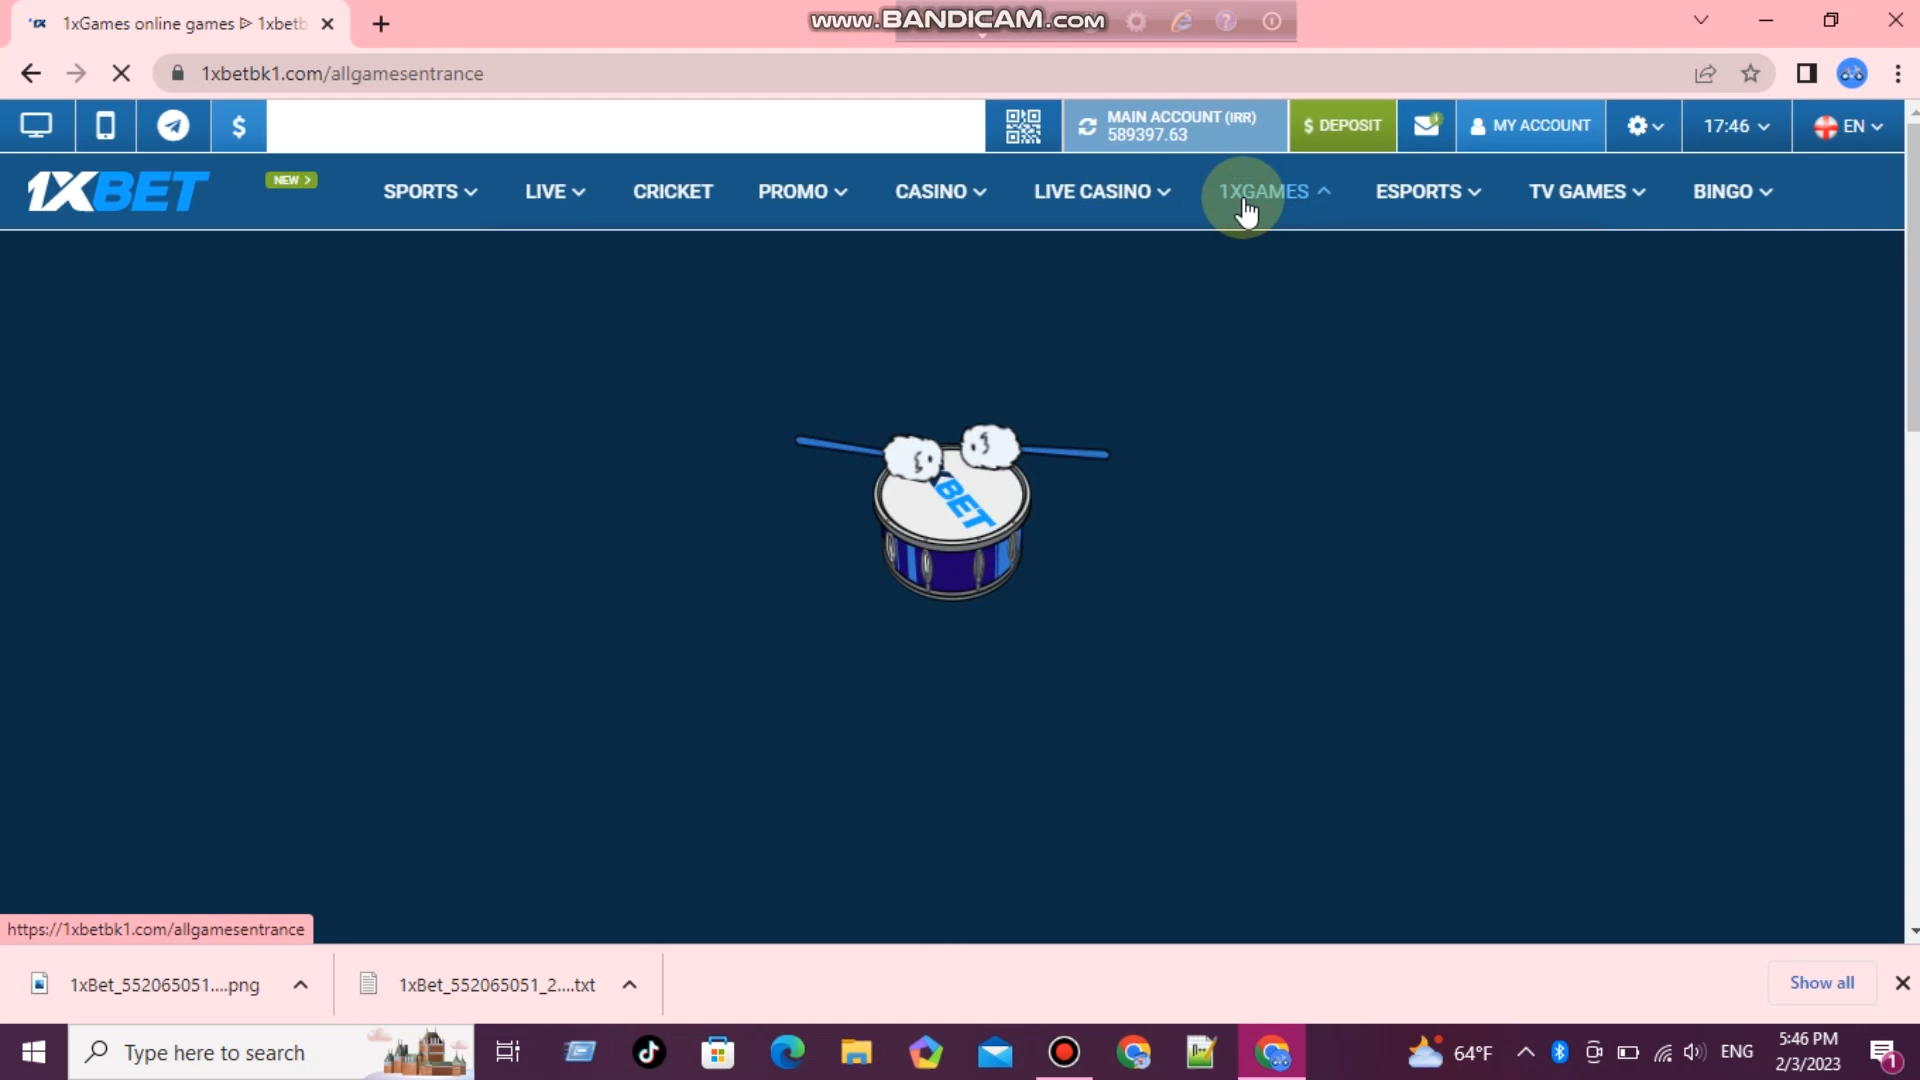 1xGames online games ᐉ 1xbetb
www.BANDICAM.com
1xbetbk1.com/allgamesentrance
MAIN ACCOUNT (IRR)
589397.63
$ DEPOSIT
MY ACCOUNT
17:46
EN
1XBET
NEW >
SPORTS
LIVE
CRICKET
PROMO
CASINO
LIVE CASINO
1XGAMES
ESPORTS
TV GAMES
BINGO
XBET
https://1xbetbk1.com/allgamesentrance
1xBet_552065051....png
1xBet_552065051_2....txt
Show all
Type here to search
64°F
ENG
5:46 PM
2/3/2023
1